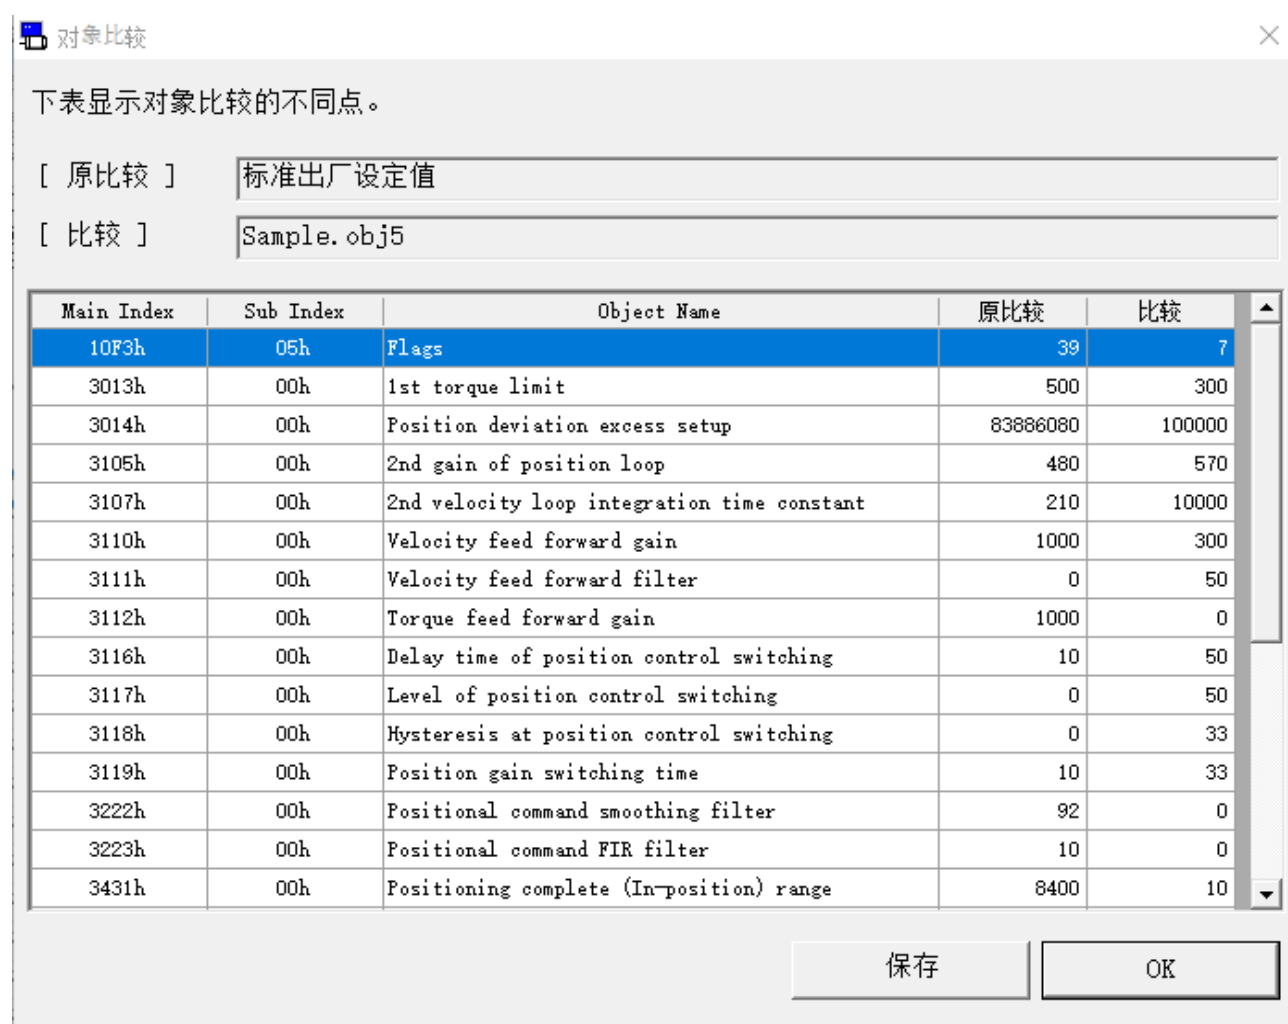 对象比较
下表显示对象比较的不同点。
[ 原比较 ] 标准出厂设定值
[ 比较 ] Sample.obj5
Main Index Sub Index Object Name 原比较 比较
10F3h 05h Flags 39 7
3013h 00h 1st torque limit 500 300
3014h 00h Position deviation excess setup 83886080 100000
3105h 00h 2nd gain of position loop 480 570
3107h 00h 2nd velocity loop integration time constant 210 10000
3110h 00h Velocity feed forward gain 1000 300
3111h 00h Velocity feed forward filter 0 50
3112h 00h Torque feed forward gain 1000 0
3116h 00h Delay time of position control switching 10 50
3117h 00h Level of position control switching 0 50
3118h 00h Hysteresis at position control switching 0 33
3119h 00h Position gain switching time 10 33
3222h 00h Positional command smoothing filter 92 0
3223h 00h Positional command FIR filter 10 0
3431h 00h Positioning complete (In-position) range 8400 10
保存 OK